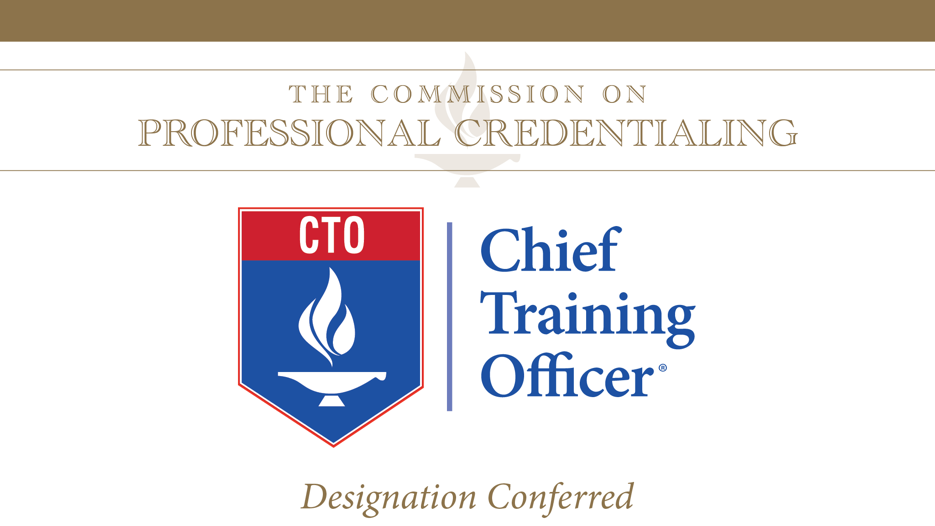 THE COMMISSION ON
PROFESSIONAL CREDENTIALING
CTO
Chief
Training
Officer®
Designation Conferred